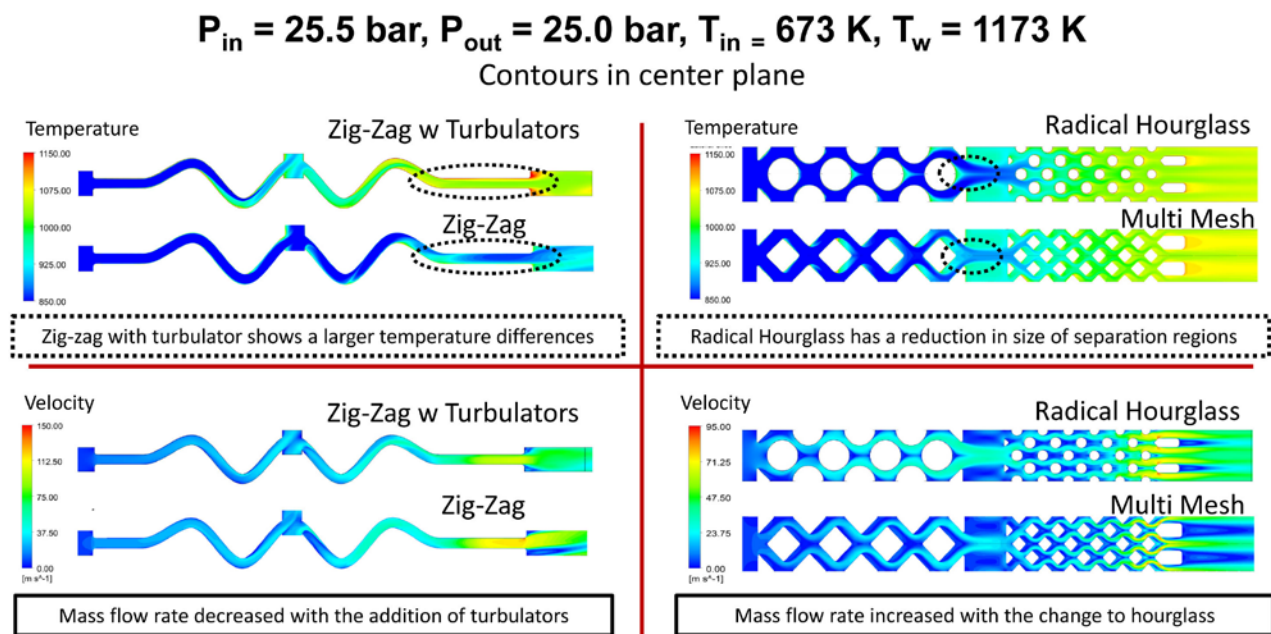 P_in = 25.5 bar, P_out = 25.0 bar, T_in = 673 K, T_w = 1173 K
Contours in center plane
Temperature
Zig-Zag w Turbulators
1150.00
1075.00
1000.00
925.00
850.00
Zig-Zag
Zig-zag with turbulator shows a larger temperature differences
Temperature
Radical Hourglass
1150.00
1075.00
1000.00
925.00
850.00
Multi Mesh
Radical Hourglass has a reduction in size of separation regions
Velocity
Zig-Zag w Turbulators
150.00
112.50
75.00
37.50
0.00
[m s^-1]
Zig-Zag
Mass flow rate decreased with the addition of turbulators
Velocity
Radical Hourglass
95.00
71.25
47.50
23.75
0.00
[m s^-1]
Multi Mesh
Mass flow rate increased with the change to hourglass